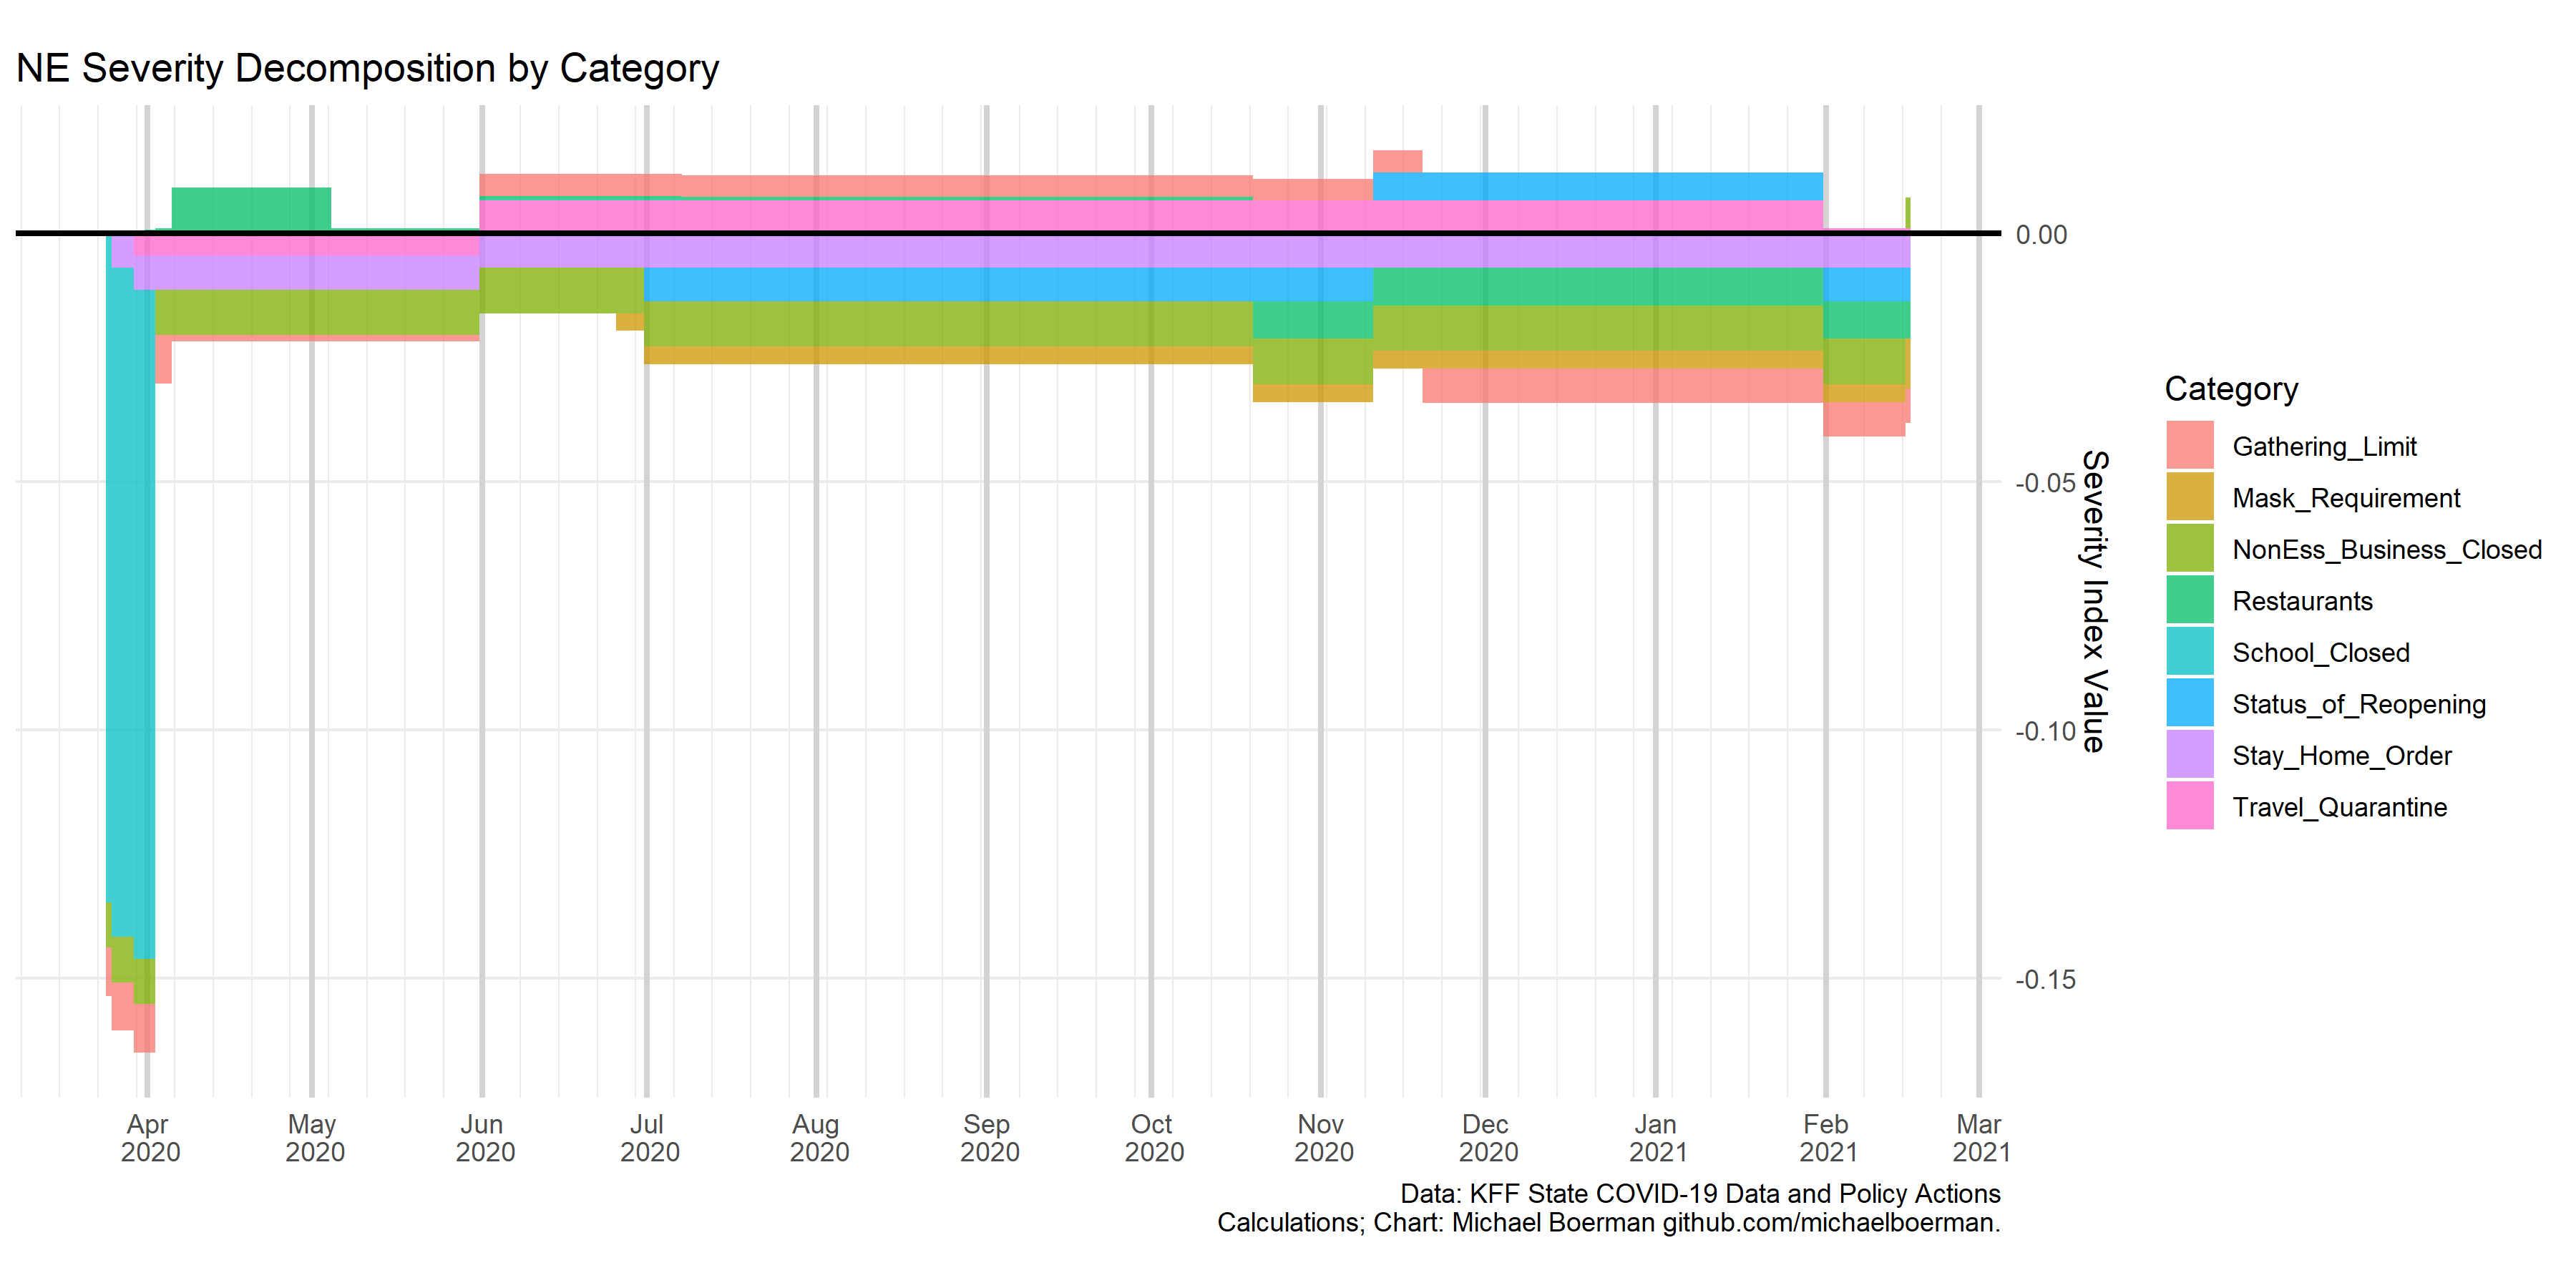 NE Severity Decomposition by Category
0.00
-0.05
-0.10
-0.15
Severity Index Value
Apr
2020
May
2020
Jun
2020
Jul
2020
Aug
2020
Sep
2020
Oct
2020
Nov
2020
Dec
2020
Jan
2021
Feb
2021
Mar
2021
Category
Gathering_Limit
Mask_Requirement
NonEss_Business_Closed
Restaurants
School_Closed
Status_of_Reopening
Stay_Home_Order
Travel_Quarantine
Data: KFF State COVID-19 Data and Policy Actions
Calculations; Chart: Michael Boerman github.com/michaelboerman.